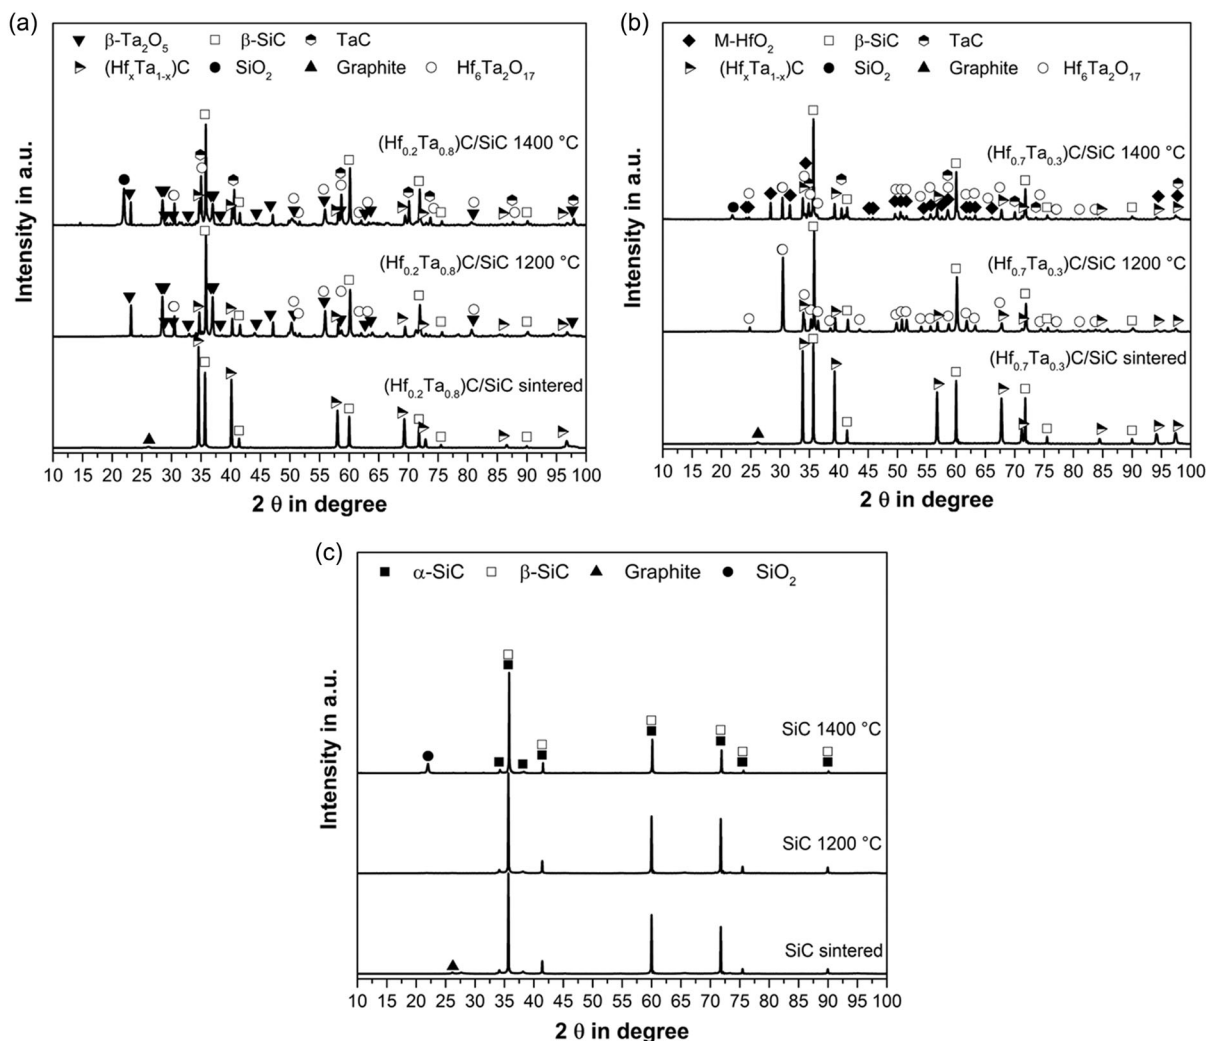 (a)
β-Ta2O5 β-SiC TaC
(HfxTa1-x)C SiO2 Graphite Hf6Ta2O17
Intensity in a.u.
(Hf0.2Ta0.8)C/SiC 1400 °C
(Hf0.2Ta0.8)C/SiC 1200 °C
(Hf0.2Ta0.8)C/SiC sintered
10 15 20 25 30 35 40 45 50 55 60 65 70 75 80 85 90 95 100
2 θ in degree
(b)
M-HfO2 β-SiC TaC
(HfxTa1-x)C SiO2 Graphite Hf6Ta2O17
Intensity in a.u.
(Hf0.7Ta0.3)C/SiC 1400 °C
(Hf0.7Ta0.3)C/SiC 1200 °C
(Hf0.7Ta0.3)C/SiC sintered
10 15 20 25 30 35 40 45 50 55 60 65 70 75 80 85 90 95 100
2 θ in degree
(c)
α-SiC β-SiC Graphite SiO2
Intensity in a.u.
SiC 1400 °C
SiC 1200 °C
SiC sintered
10 15 20 25 30 35 40 45 50 55 60 65 70 75 80 85 90 95 100
2 θ in degree